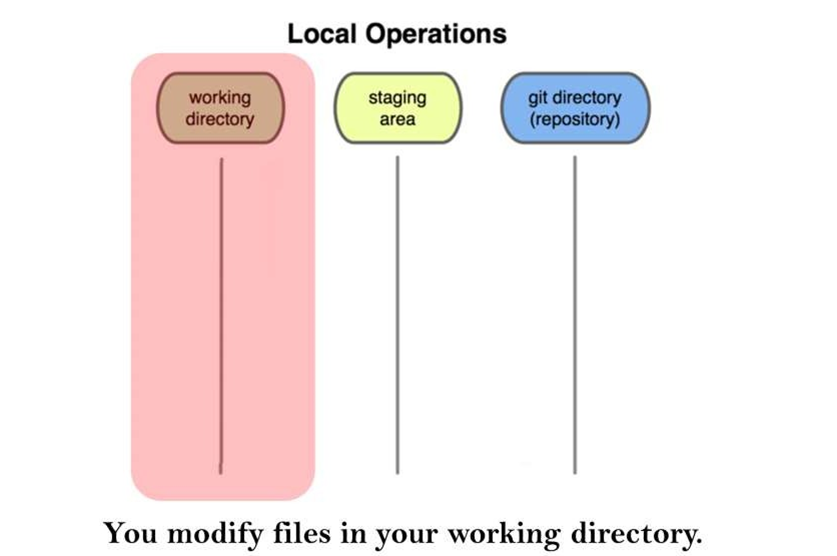 Local Operations
working
directory
staging
area
git directory
(repository)
You modify files in your working directory.